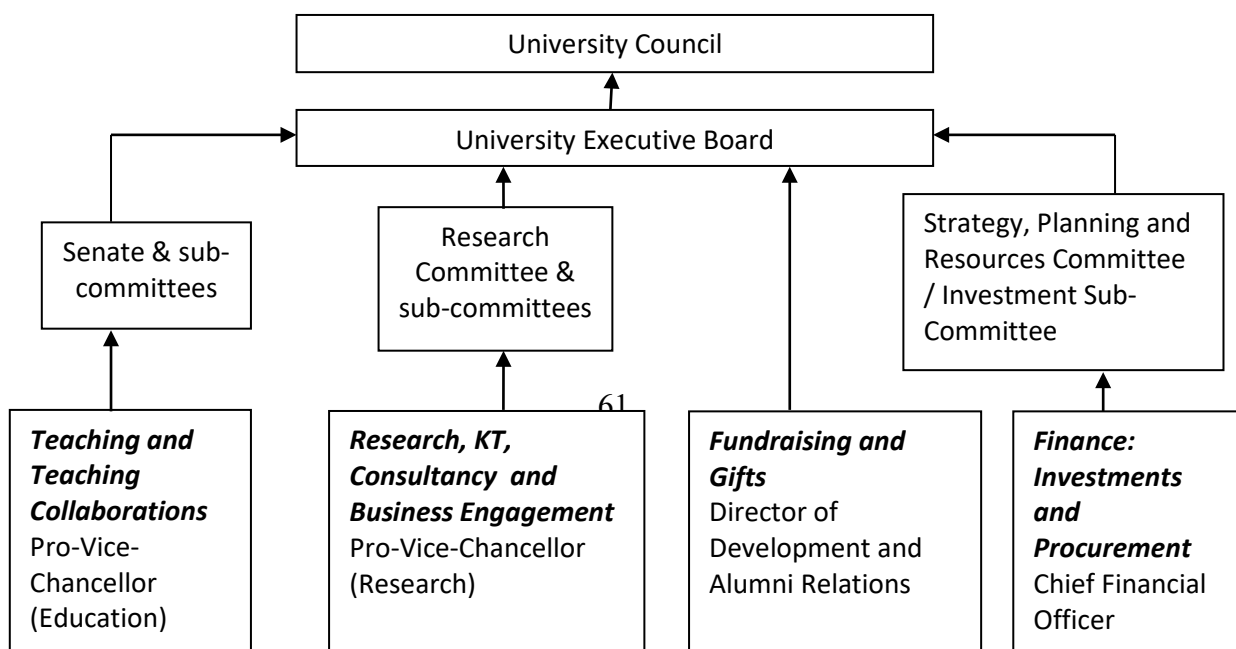 University Council
University Executive Board
Senate & sub-
committees
Research
Committee &
sub-committees
Strategy, Planning and
Resources Committee
/ Investment Sub-
Committee
61
Teaching and
Teaching
Collaborations
Pro-Vice-
Chancellor
(Education)
Research, KT,
Consultancy and
Business Engagement
Pro-Vice-Chancellor
(Research)
Fundraising and
Gifts
Director of
Development and
Alumni Relations
Finance:
Investments
and
Procurement
Chief Financial
Officer